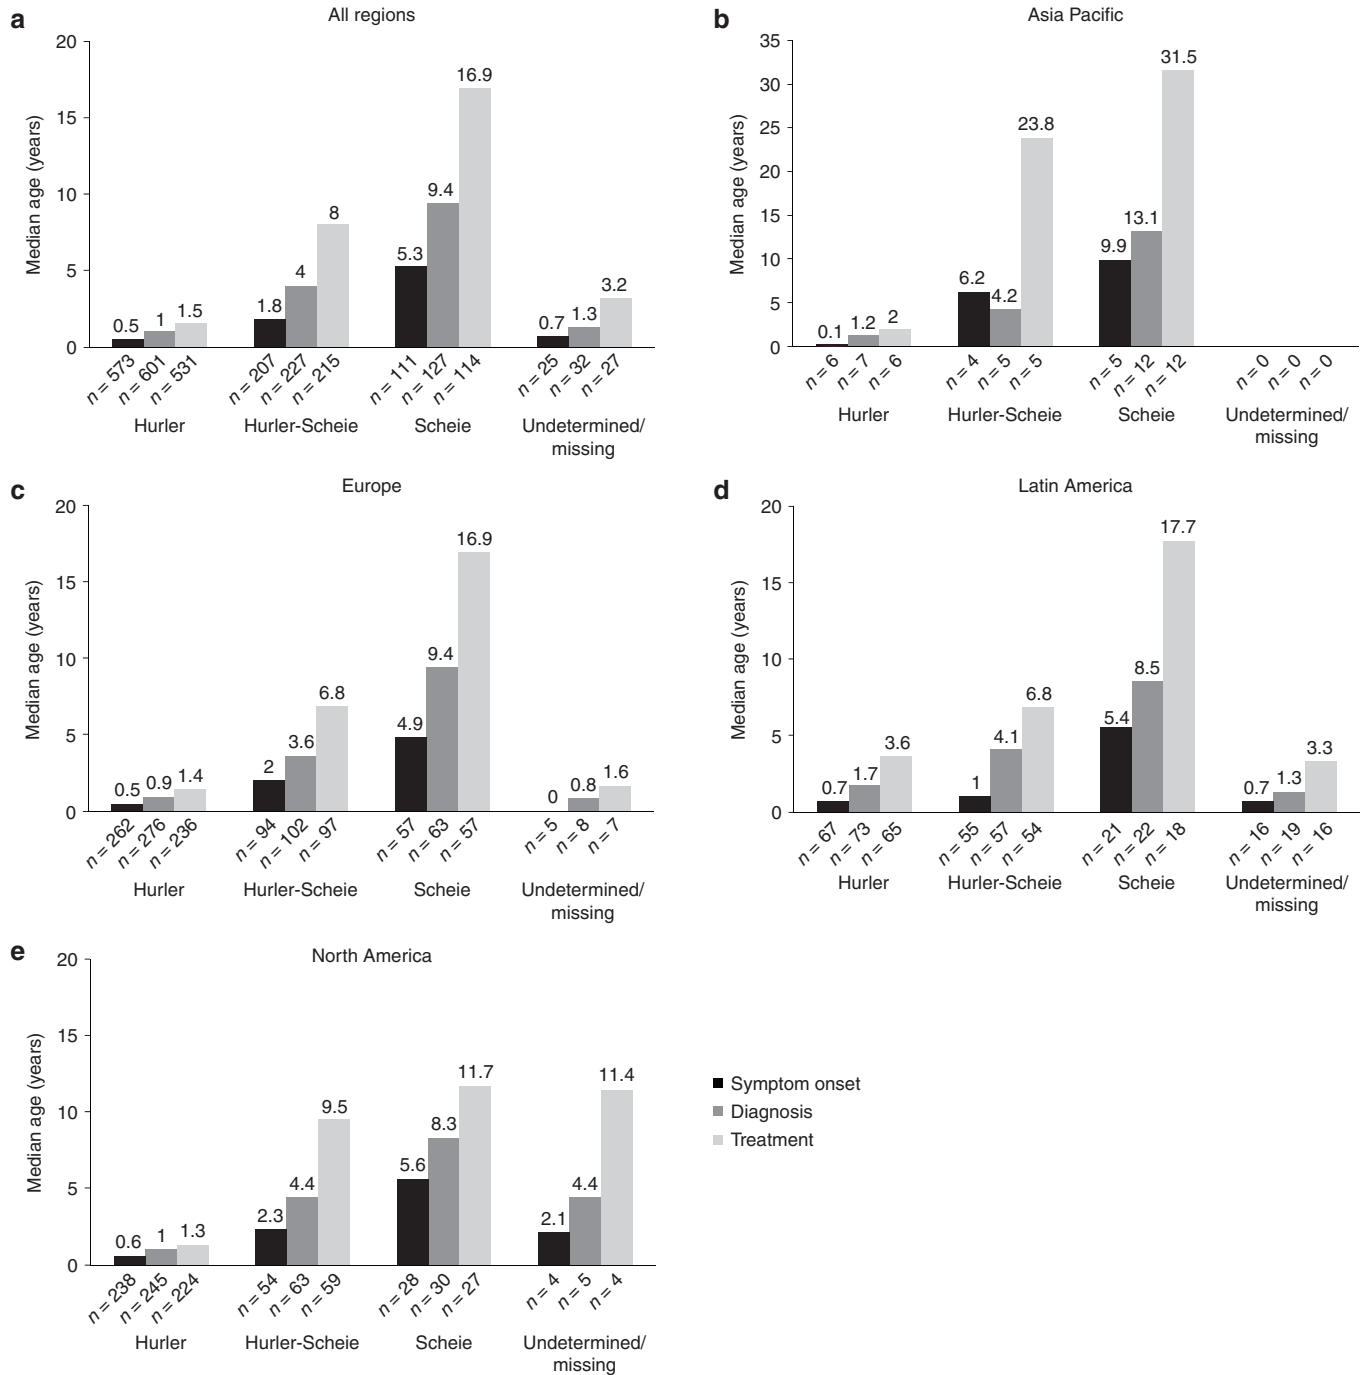 a
All regions
Median age (years)
20
15
10
5
0
0.5
1
1.5
1.8
4
8
5.3
9.4
16.9
0.7
1.3
3.2
n = 573
n = 601
n = 531
n = 207
n = 227
n = 215
n = 111
n = 127
n = 114
n = 25
n = 32
n = 27
Hurler
Hurler-Scheie
Scheie
Undetermined/
missing
b
Asia Pacific
Median age (years)
35
30
25
20
15
10
5
0
0.1
1.2
2
6.2
4.2
23.8
9.9
13.1
31.5
n = 6
n = 7
n = 6
n = 4
n = 5
n = 5
n = 5
n = 12
n = 12
n = 0
n = 0
n = 0
Hurler
Hurler-Scheie
Scheie
Undetermined/
missing
c
Europe
Median age (years)
20
15
10
5
0
0.5
0.9
1.4
2
3.6
6.8
4.9
9.4
16.9
0
0.8
1.6
n = 262
n = 276
n = 236
n = 94
n = 102
n = 97
n = 57
n = 63
n = 57
n = 5
n = 8
n = 7
Hurler
Hurler-Scheie
Scheie
Undetermined/
missing
d
Latin America
Median age (years)
20
15
10
5
0
0.7
1.7
3.6
1
4.1
6.8
5.4
8.5
17.7
0.7
1.3
3.3
n = 67
n = 73
n = 65
n = 55
n = 57
n = 54
n = 21
n = 22
n = 18
n = 16
n = 19
n = 16
Hurler
Hurler-Scheie
Scheie
Undetermined/
missing
e
North America
Median age (years)
20
15
10
5
0
0.6
1
1.3
2.3
4.4
9.5
5.6
8.3
11.7
2.1
4.4
11.4
n = 238
n = 245
n = 224
n = 54
n = 63
n = 59
n = 28
n = 30
n = 27
n = 4
n = 5
n = 4
Hurler
Hurler-Scheie
Scheie
Undetermined/
missing
Symptom onset
Diagnosis
Treatment